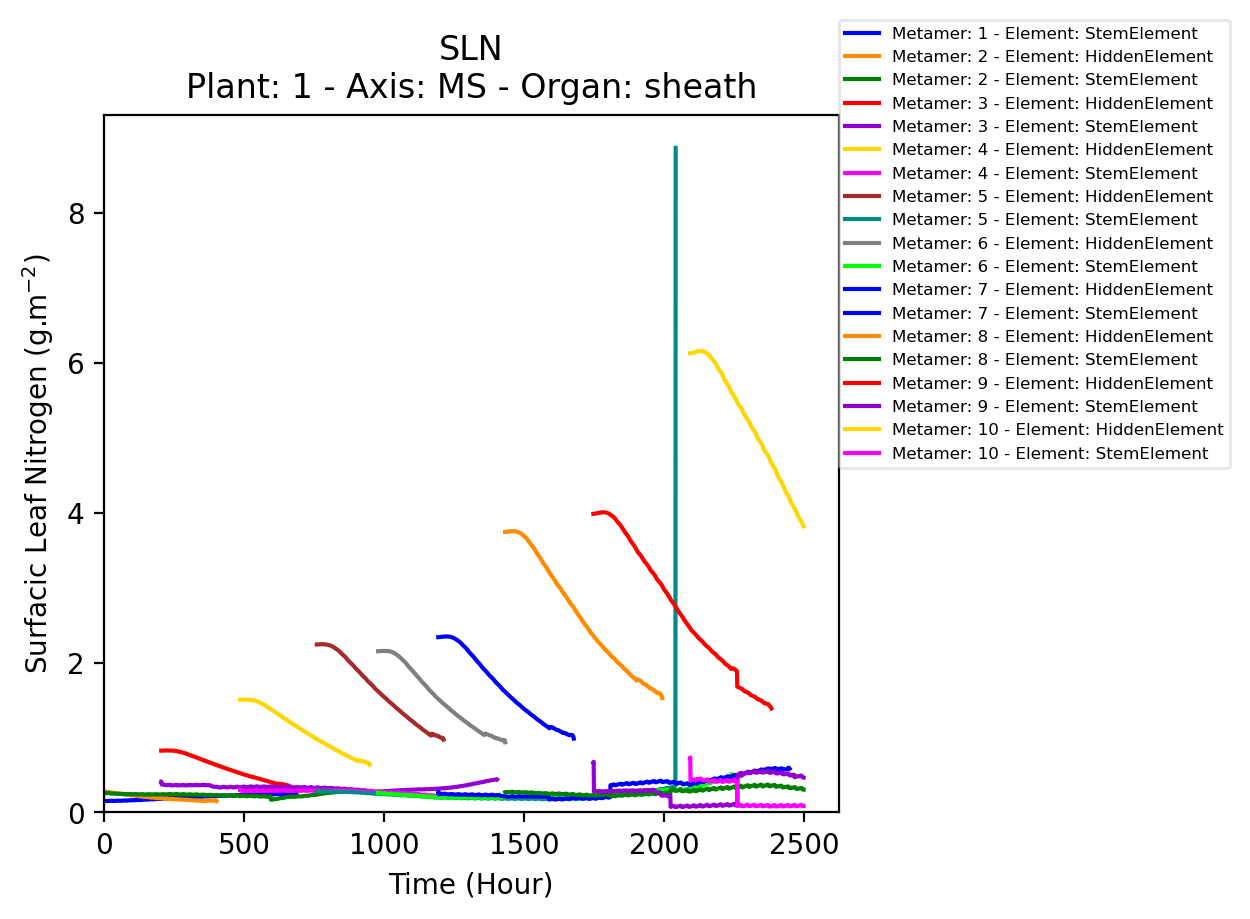 SLN
Plant: 1 - Axis: MS - Organ: sheath
Surfacic Leaf Nitrogen (g.m⁻²)
8
6
4
2
0
0 500 1000 1500 2000 2500
Time (Hour)
Metamer: 1 - Element: StemElement
Metamer: 2 - Element: HiddenElement
Metamer: 2 - Element: StemElement
Metamer: 3 - Element: HiddenElement
Metamer: 3 - Element: StemElement
Metamer: 4 - Element: HiddenElement
Metamer: 4 - Element: StemElement
Metamer: 5 - Element: HiddenElement
Metamer: 5 - Element: StemElement
Metamer: 6 - Element: HiddenElement
Metamer: 6 - Element: StemElement
Metamer: 7 - Element: HiddenElement
Metamer: 7 - Element: StemElement
Metamer: 8 - Element: HiddenElement
Metamer: 8 - Element: StemElement
Metamer: 9 - Element: HiddenElement
Metamer: 9 - Element: StemElement
Metamer: 10 - Element: HiddenElement
Metamer: 10 - Element: StemElement